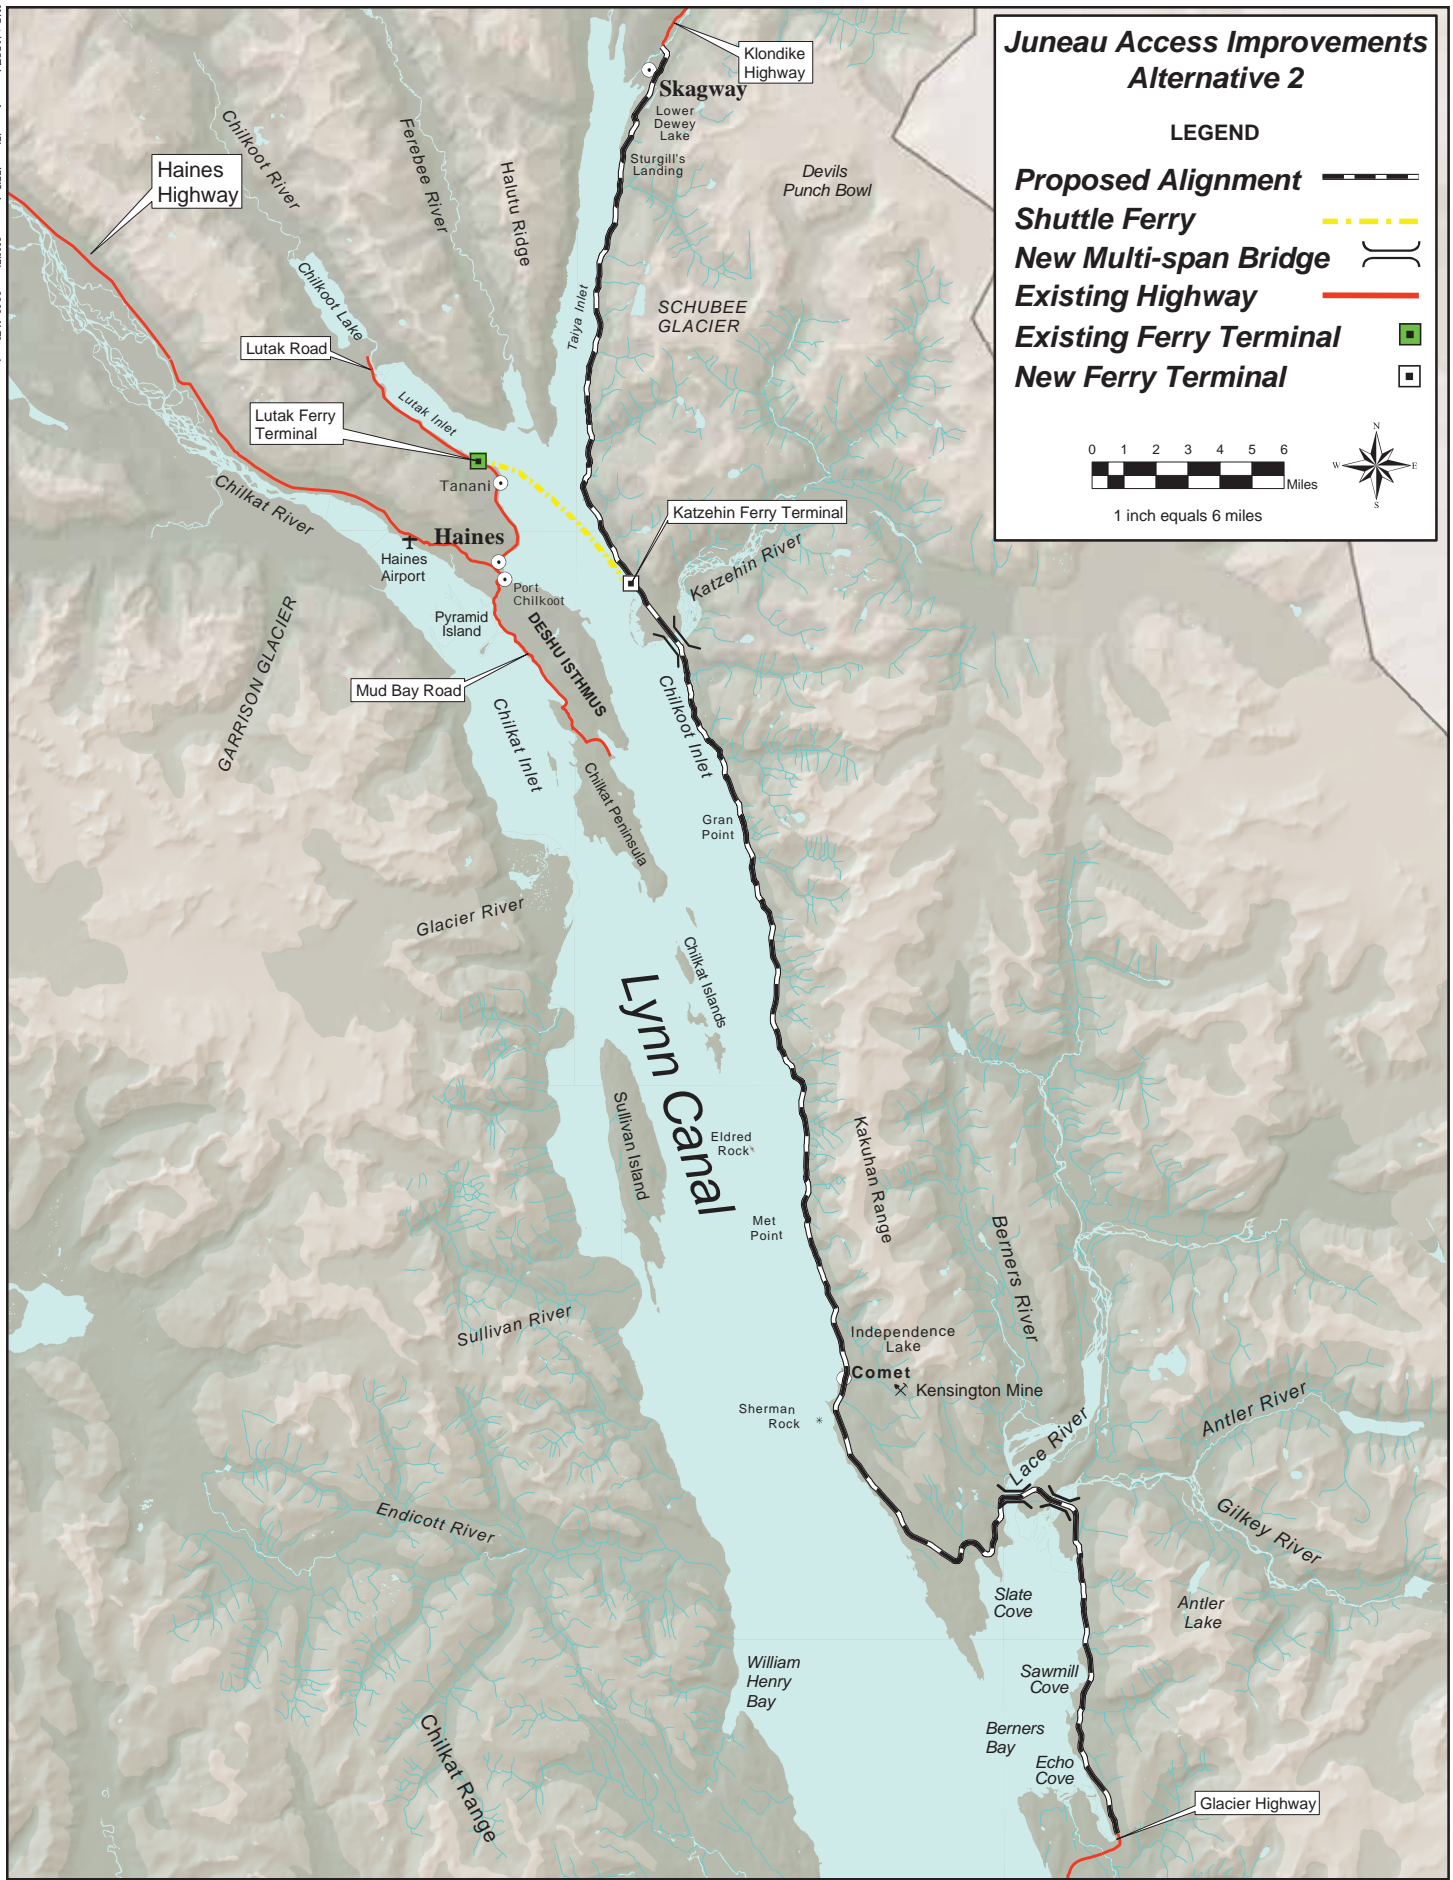 Juneau Access Improvements
Alternative 2
LEGEND
Proposed Alignment
Shuttle Ferry
New Multi-span Bridge
Existing Highway
Existing Ferry Terminal
New Ferry Terminal
0 1 2 3 4 5 6
Miles
1 inch equals 6 miles
N
W E
S
Klondike
Highway
Skagway
Lower
Dewey
Lake
Sturgill's
Landing
Devils
Punch Bowl
Haines
Highway
Chilkoot River
Ferebee River
Halutu Ridge
Chilkoot Lake
Taiya Inlet
SCHUBEE
GLACIER
Lutak Road
Lutak Inlet
Lutak Ferry
Terminal
Tanani
Chilkat River
Katzehin Ferry Terminal
Haines
Haines
Airport
Katzehin River
Port
Chilkoot
Pyramid
Island
DESHU ISTHMUS
GARRISON GLACIER
Mud Bay Road
Chilkat Inlet
Chilkoot Inlet
Chilkat Peninsula
Gran
Point
Glacier River
Chilkat Islands
Lynn Canal
Sullivan Island
Eldred
Rock
Kakuhan Range
Met
Point
Berners River
Sullivan River
Independence
Lake
Comet
Kensington Mine
Sherman
Rock
Antler River
Lace River
Endicott River
Gilkey River
Slate
Cove
Antler
Lake
William
Henry
Bay
Sawmill
Cove
Berners
Bay
Echo
Cove
Chilkat Range
Glacier Highway